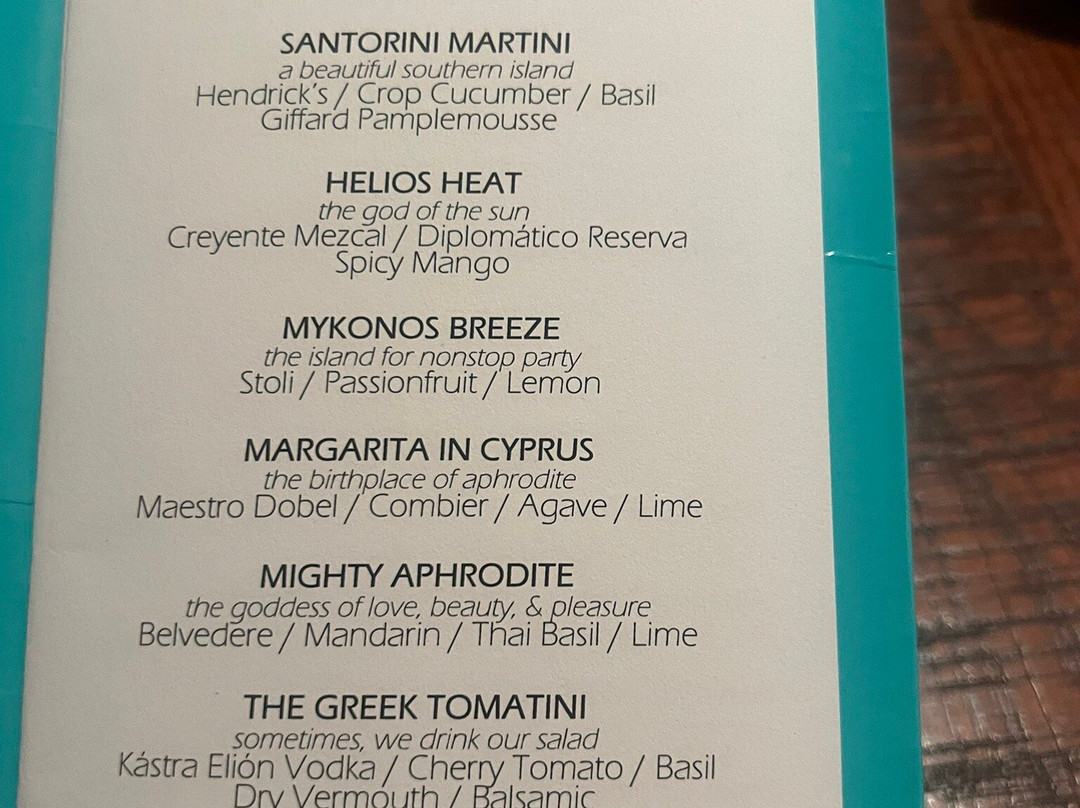 SANTORINI MARTINI
a beautiful southern island
Hendrick's / Crop Cucumber / Basil
Giffard Pamplemousse
HELIOS HEAT
the god of the sun
Creyente Mezcal / Diplomático Reserva
Spicy Mango
MYKONOS BREEZE
the island for nonstop party
Stoli / Passionfruit / Lemon
MARGARITA IN CYPRUS
the birthplace of aphrodite
Maestro Dobel / Combier / Agave / Lime
MIGHTY APHRODITE
the goddess of love, beauty, & pleasure
Belvedere / Mandarin / Thai Basil / Lime
THE GREEK TOMATINI
sometimes, we drink our salad
Kástra Elión Vodka / Cherry Tomato / Basil
Dry Vermouth / Balsamic